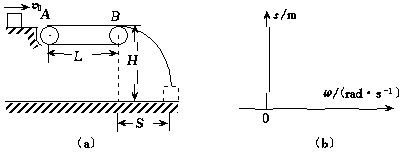 v₀ A B
L H
S
(a)
s/m
ω/(rad·s⁻¹)
0
(b)